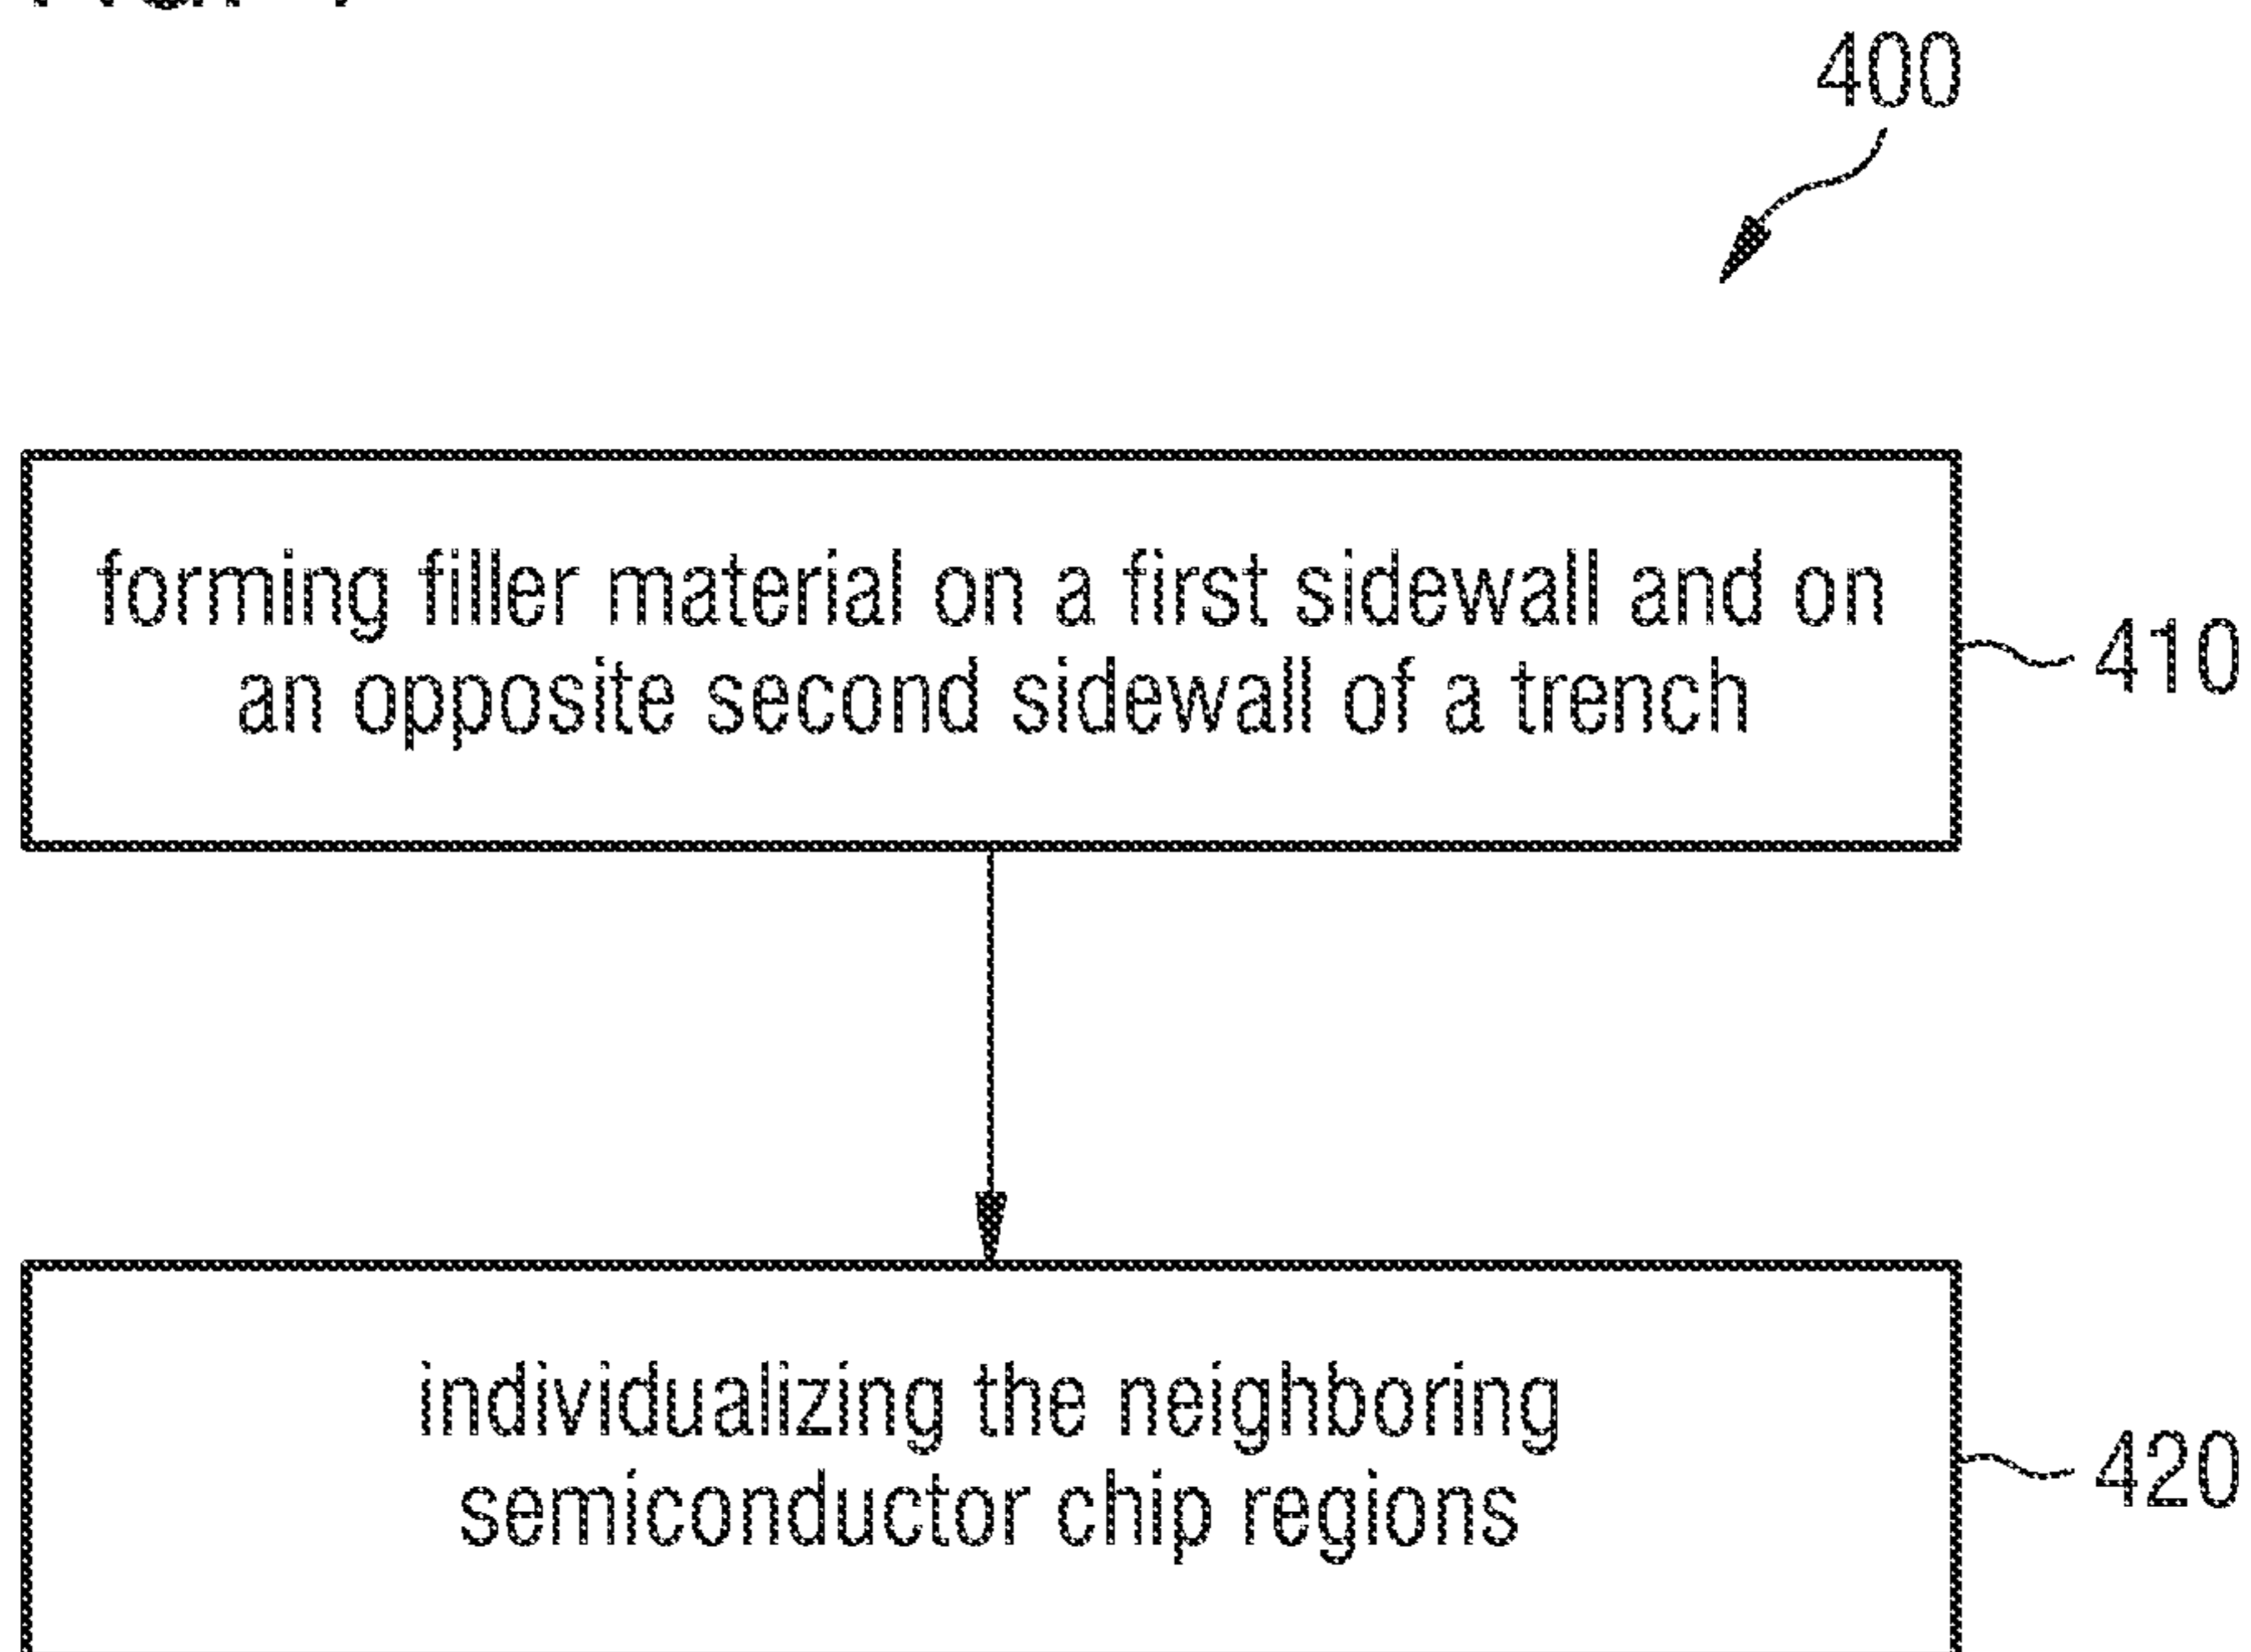 400
forming filler material on a first sidewall and on
an opposite second sidewall of a trench
410
individualizing the neighboring
semiconductor chip regions
420